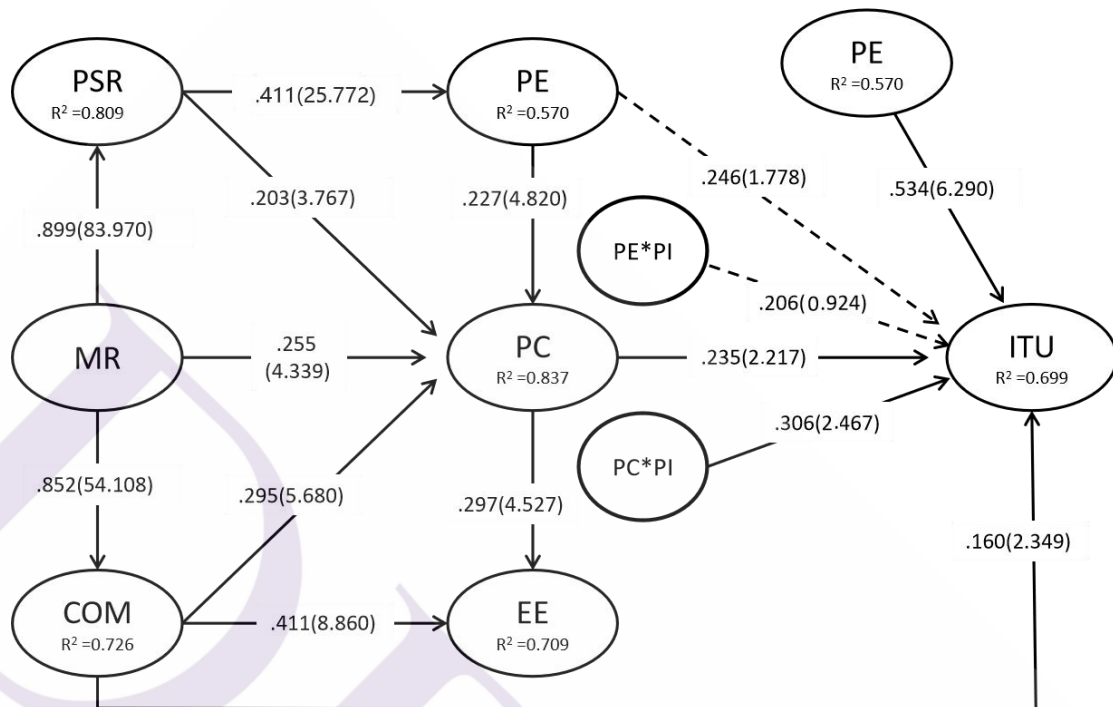 PSR
R² =0.809
.411(25.772)
PE
R² =0.570
PE
R² =0.570
.246(1.778)
.534(6.290)
.203(3.767)
.227(4.820)
.899(83.970)
PE*PI
.206(0.924)
MR
.255
(4.339)
PC
R² =0.837
.235(2.217)
ITU
R² =0.699
.306(2.467)
PC*PI
.852(54.108)
.295(5.680)
.297(4.527)
.160(2.349)
COM
R² =0.726
.411(8.860)
EE
R² =0.709